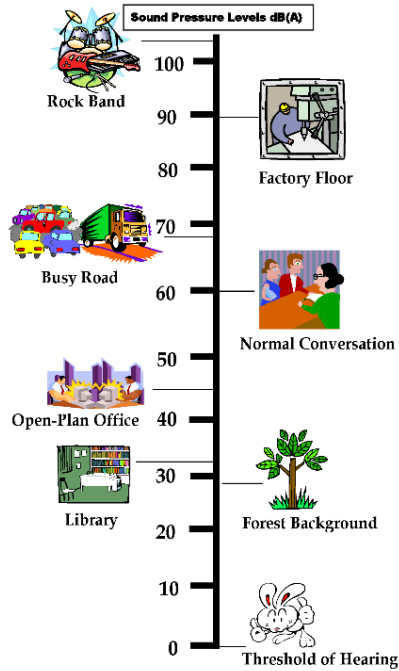 Sound Pressure Levels dB(A)
100
Rock Band
90
80
Factory Floor
70
Busy Road
60
Normal Conversation
50
Open-Plan Office
40
30
Library
Forest Background
20
10
0
Threshold of Hearing